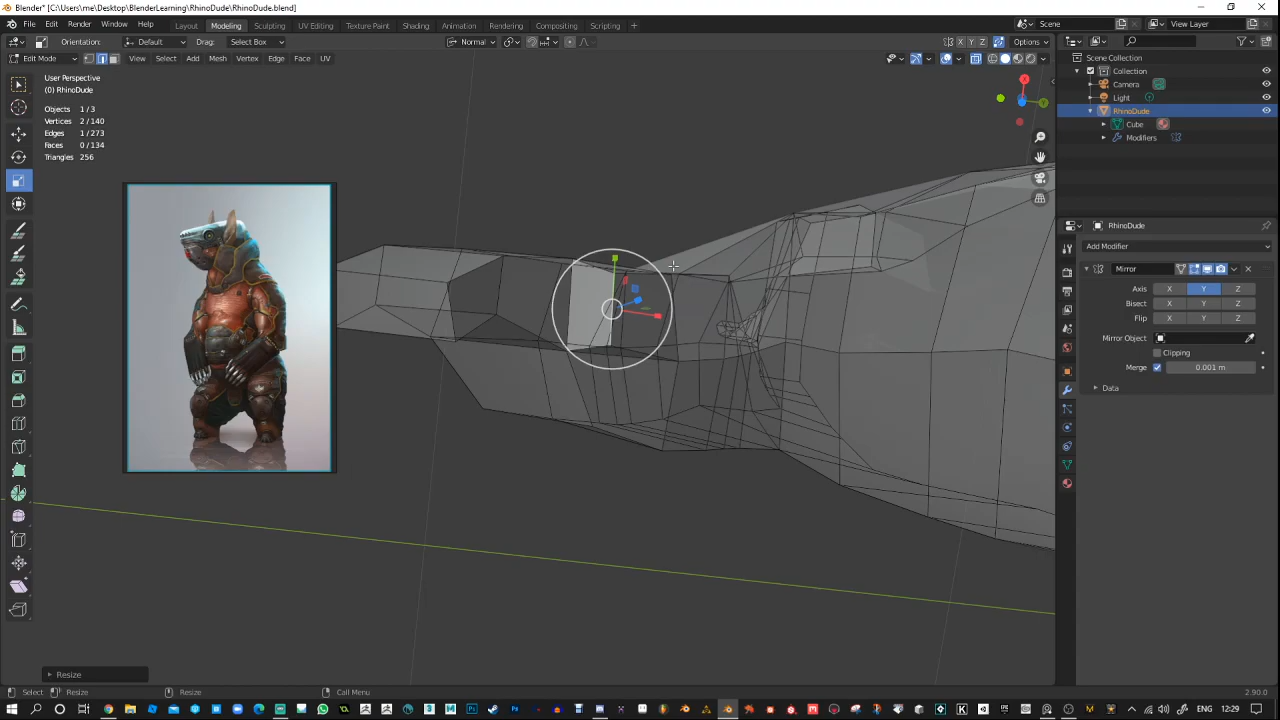 Blender* [C:\Users\me\Desktop\BlenderLearning\RhinoDude\RhinoDude.blend]
File Edit Render Window Help Layout Modeling Sculpting UV Editing Texture Paint Shading Animation Rendering Compositing Scripting + Scene View Layer
Orientation: Default Drag: Select Box Normal X Y Z Options
Edit Mode View Select Add Mesh Vertex Edge Face UV
User Perspective
(0) RhinoDude
Objects 1/3
Vertices 2/140
Edges 1/273
Faces 0/134
Triangles 256
Resize
Scene Collection
Collection
Camera
Light
RhinoDude
Cube
Modifiers
RhinoDude
Add Modifier
Mirror
Axis X Y Z
Bisect X Y Z
Flip X Y Z
Mirror Object
Clipping
Merge 0.001 m
Data
Select Resize Resize Call Menu 2.90.0
ENG 12:29